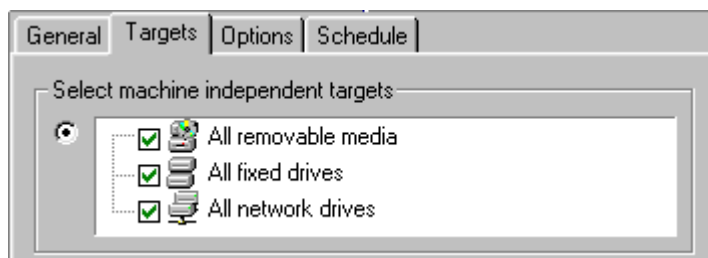 General Targets Options Schedule
Select machine independent targets
All removable media
All fixed drives
All network drives